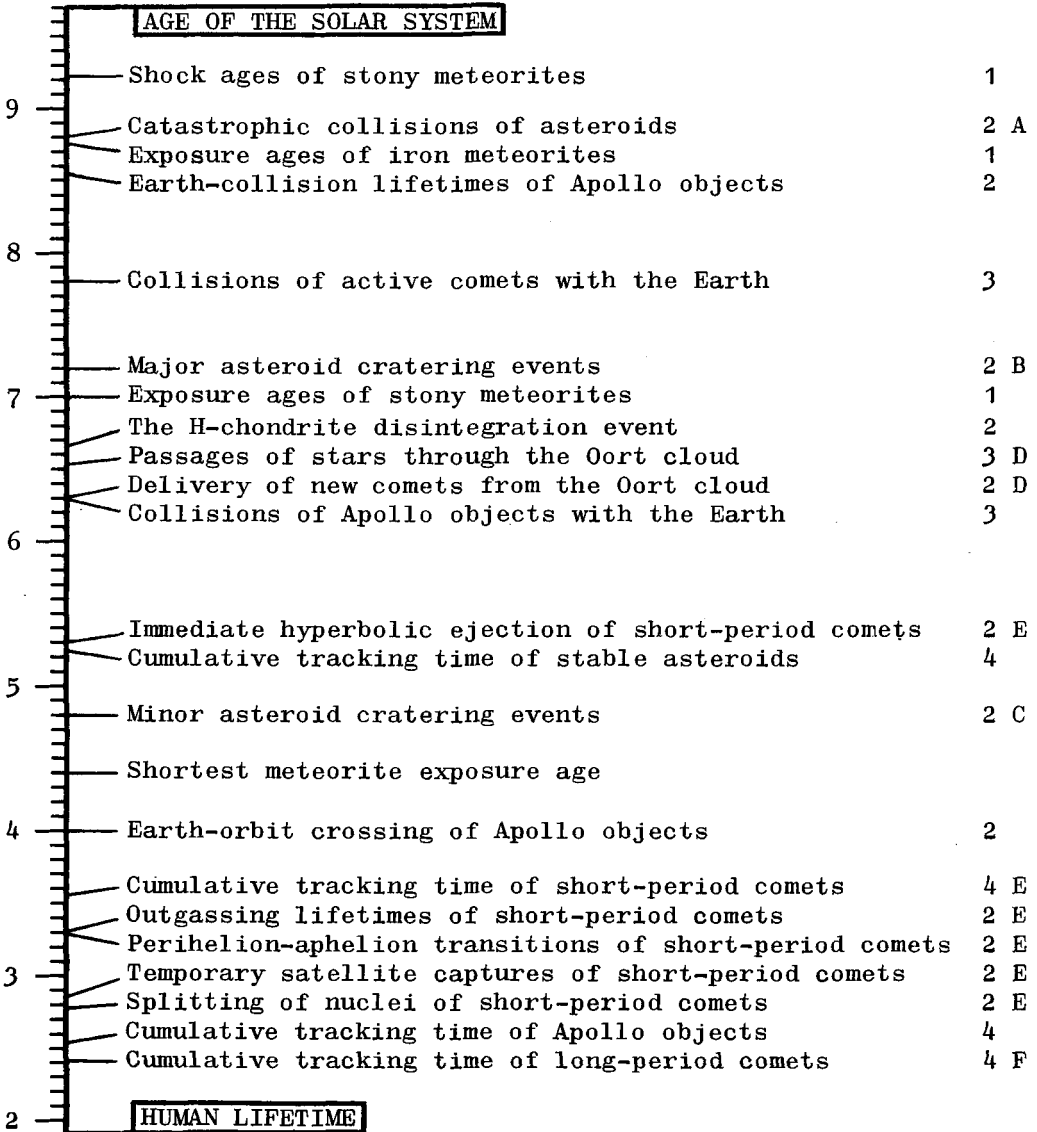 AGE OF THE SOLAR SYSTEM
Shock ages of stony meteorites 1
9
Catastrophic collisions of asteroids 2 A
Exposure ages of iron meteorites 1
Earth-collision lifetimes of Apollo objects 2
8
Collisions of active comets with the Earth 3
Major asteroid cratering events 2 B
7 Exposure ages of stony meteorites 1
The H-chondrite disintegration event 2
Passages of stars through the Oort cloud 3 D
Delivery of new comets from the Oort cloud 2 D
Collisions of Apollo objects with the Earth 3
6
Immediate hyperbolic ejection of short-period comets 2 E
Cumulative tracking time of stable asteroids 4
5
Minor asteroid cratering events 2 C
Shortest meteorite exposure age
4 Earth-orbit crossing of Apollo objects 2
Cumulative tracking time of short-period comets 4 E
Outgassing lifetimes of short-period comets 2 E
Perihelion-aphelion transitions of short-period comets 2 E
3 Temporary satellite captures of short-period comets 2 E
Splitting of nuclei of short-period comets 2 E
Cumulative tracking time of Apollo objects 4
Cumulative tracking time of long-period comets 4 F
2 HUMAN LIFETIME